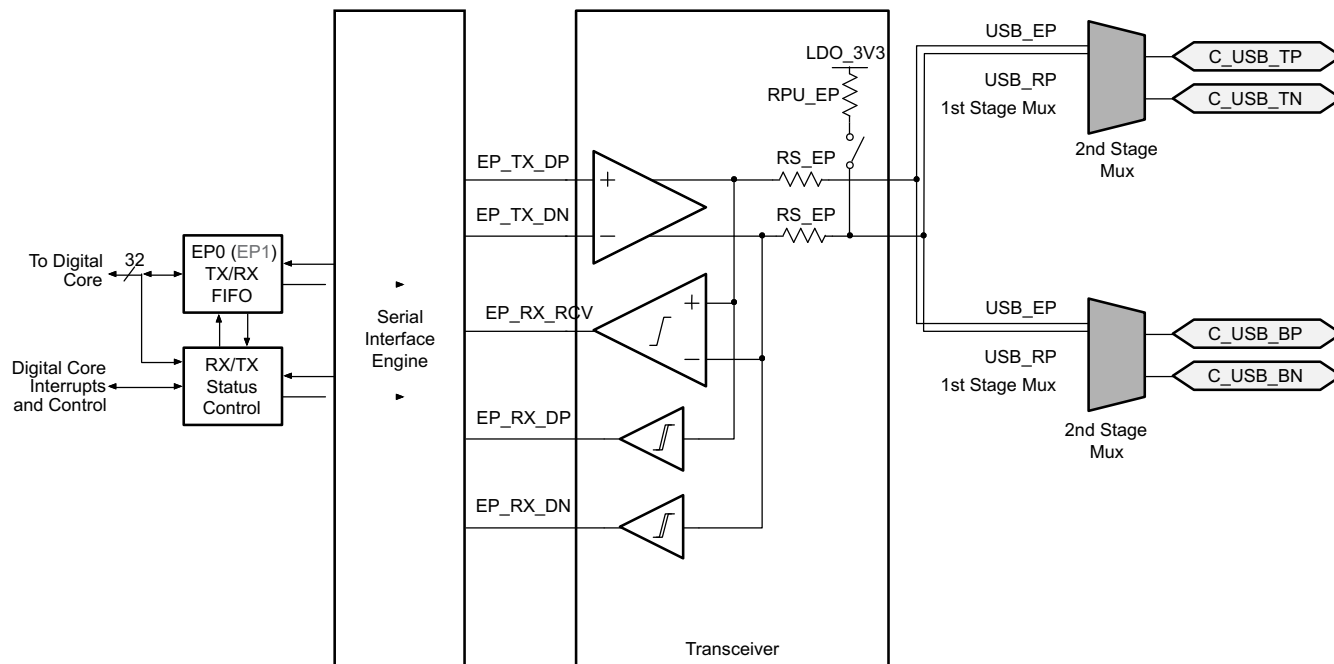 To Digital
Core
32
EP0 (EP1)
TX/RX
FIFO
Digital Core
Interrupts
and Control
RX/TX
Status
Control
Serial
Interface
Engine
EP_TX_DP
EP_TX_DN
EP_RX_RCV
EP_RX_DP
EP_RX_DN
+
−
+
−
LDO_3V3
RPU_EP
RS_EP
RS_EP
Transceiver
USB_EP
USB_RP
1st Stage Mux
2nd Stage
Mux
C_USB_TP
C_USB_TN
USB_EP
USB_RP
1st Stage Mux
2nd Stage
Mux
C_USB_BP
C_USB_BN